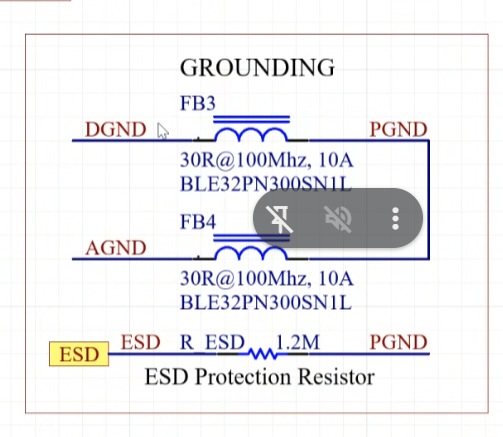 GROUNDING
FB3
DGND PGND
30R@100Mhz, 10A
BLE32PN300SN1L
FB4
AGND
30R@100Mhz, 10A
BLE32PN300SN1L
ESD ESD R_ESD 1.2M PGND
ESD Protection Resistor